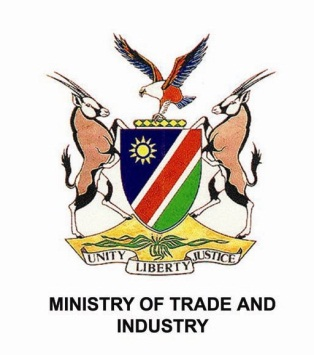 UNITY LIBERTY JUSTICE
MINISTRY OF TRADE AND
INDUSTRY